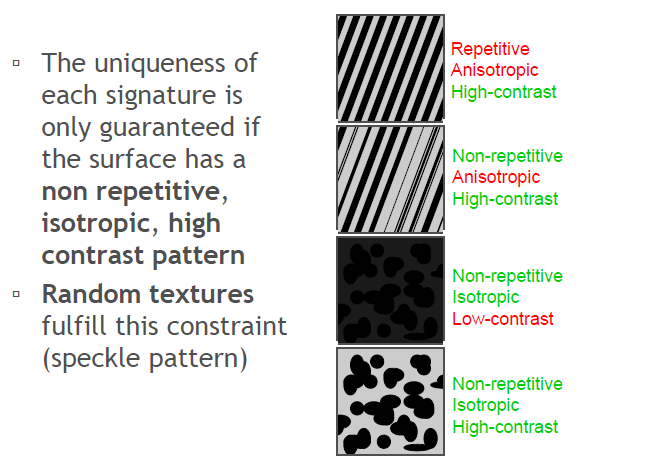 ▫ The uniqueness of
each signature is
only guaranteed if
the surface has a
non repetitive,
isotropic, high
contrast pattern
▫ Random textures
fulfill this constraint
(speckle pattern)
Repetitive
Anisotropic
High-contrast
Non-repetitive
Anisotropic
High-contrast
Non-repetitive
Isotropic
Low-contrast
Non-repetitive
Isotropic
High-contrast